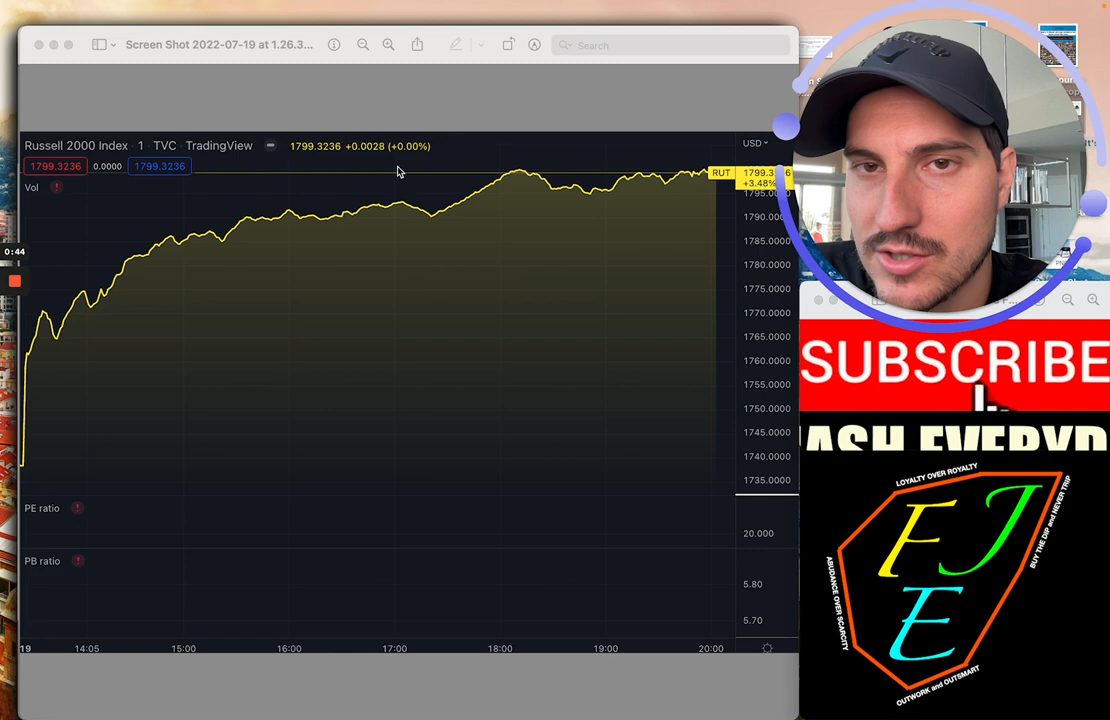 Screen Shot 2022-07-19 at 1.26.3...
Search
Russell 2000 Index · 1 · TVC · TradingView
1799.3236 +0.0028 (+0.00%)
USD
1799.3236 0.0000 1799.3236
RUT
+3.48%
Vol
1795.0000
1790.0000
1785.0000
1780.0000
1775.0000
1770.0000
1765.0000
1760.0000
1755.0000
1750.0000
1745.0000
1740.0000
1735.0000
0:44
PE ratio
20.000
PB ratio
5.80
5.70
19 14:05 15:00 16:00 17:00 18:00 19:00 20:00
SUBSCRIBE
LOYALTY OVER ROYALTY
BUY THE DIP and NEVER TRIP
ABUDANCE OVER SCARCITY
OUTWORK and OUTSMART
F J
E